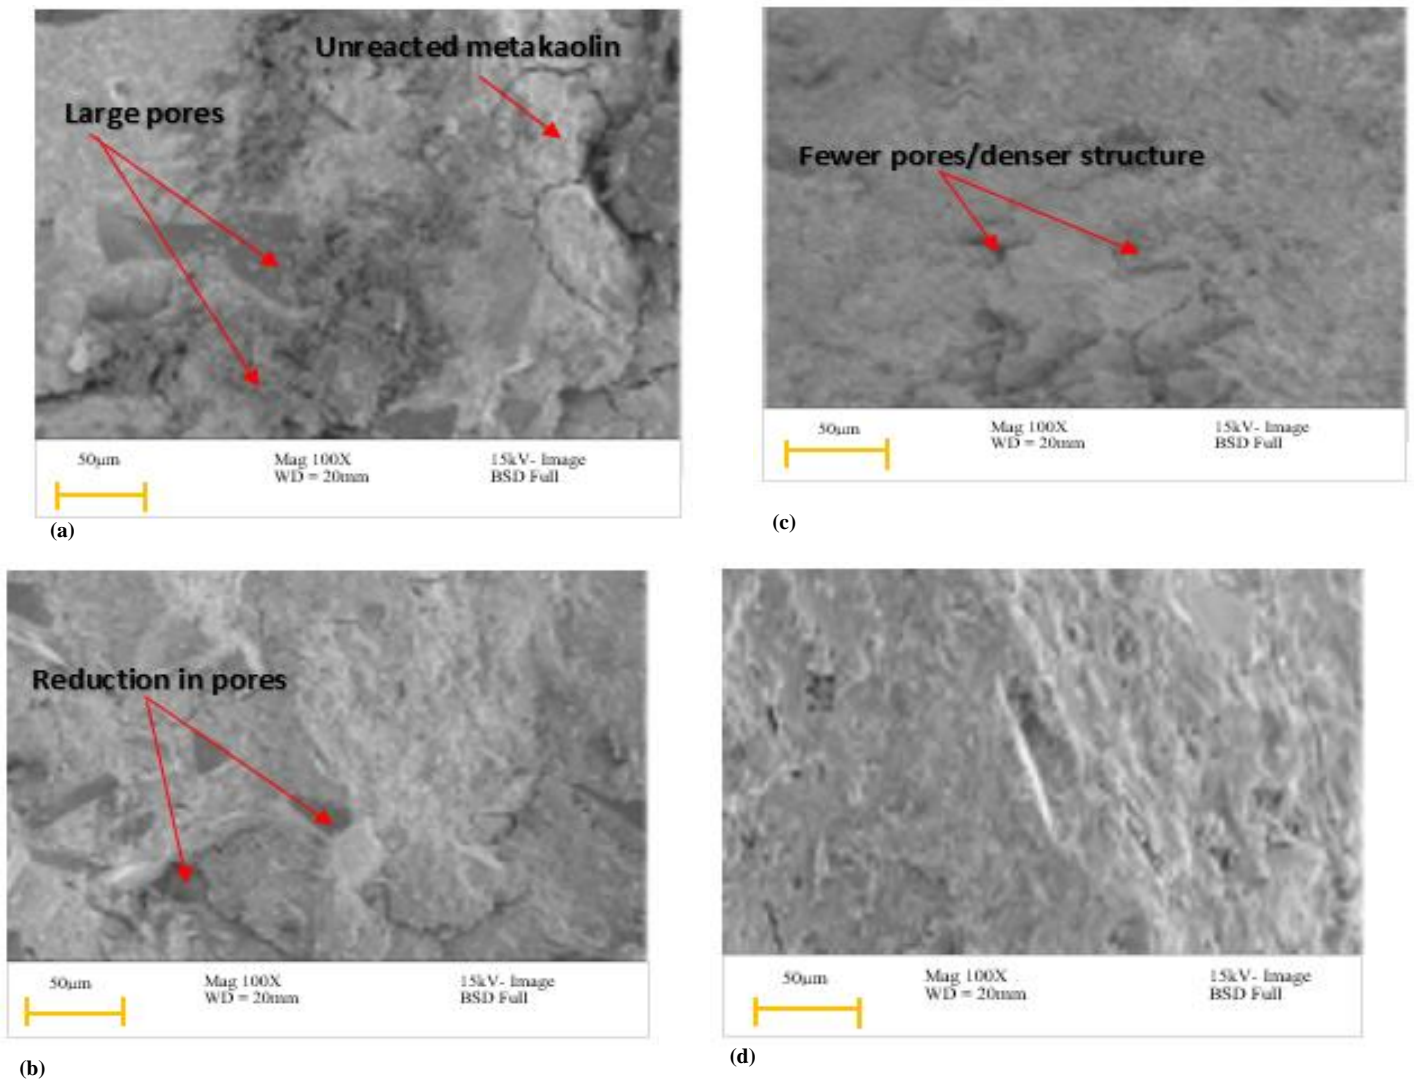 Unreacted metakaolin
Large pores
50μm
Mag 100X
WD = 20mm
15kV- Image
BSD Full
(a)
Fewer pores/denser structure
50μm
Mag 100X
WD = 20mm
15kV- Image
BSD Full
(c)
Reduction in pores
50μm
Mag 100X
WD = 20mm
15kV- Image
BSD Full
(b)
50μm
Mag 100X
WD = 20mm
15kV- Image
BSD Full
(d)